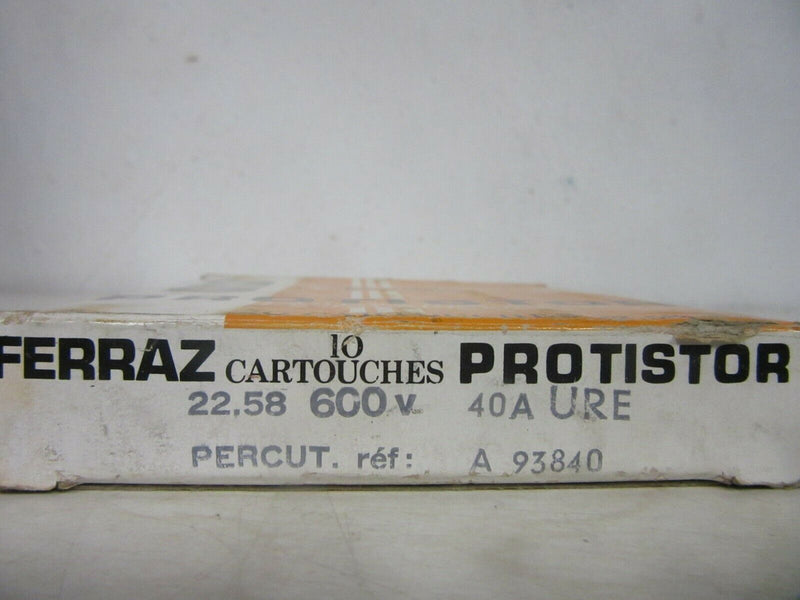 FERRAZ 10 CARTOUCHES PROTISTOR
22.58 600 v 40A URE
PERCUT. réf: A 93840